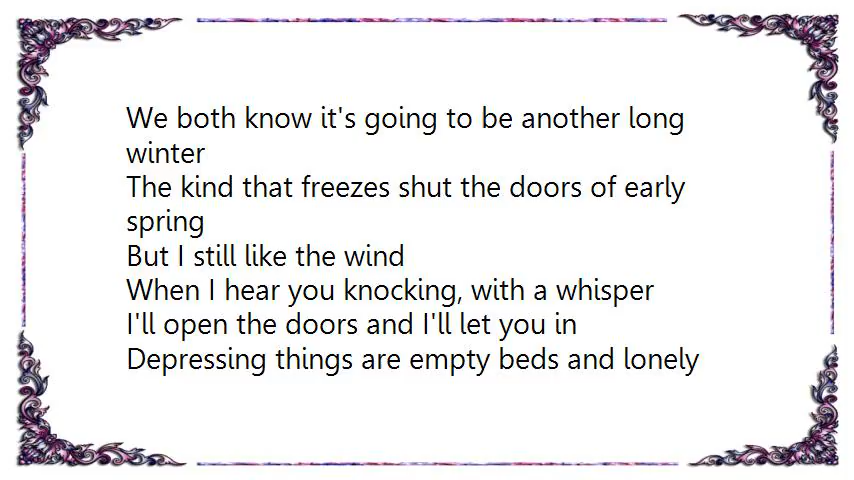 We both know it's going to be another long
winter
The kind that freezes shut the doors of early
spring
But I still like the wind
When I hear you knocking, with a whisper
I'll open the doors and I'll let you in
Depressing things are empty beds and lonely